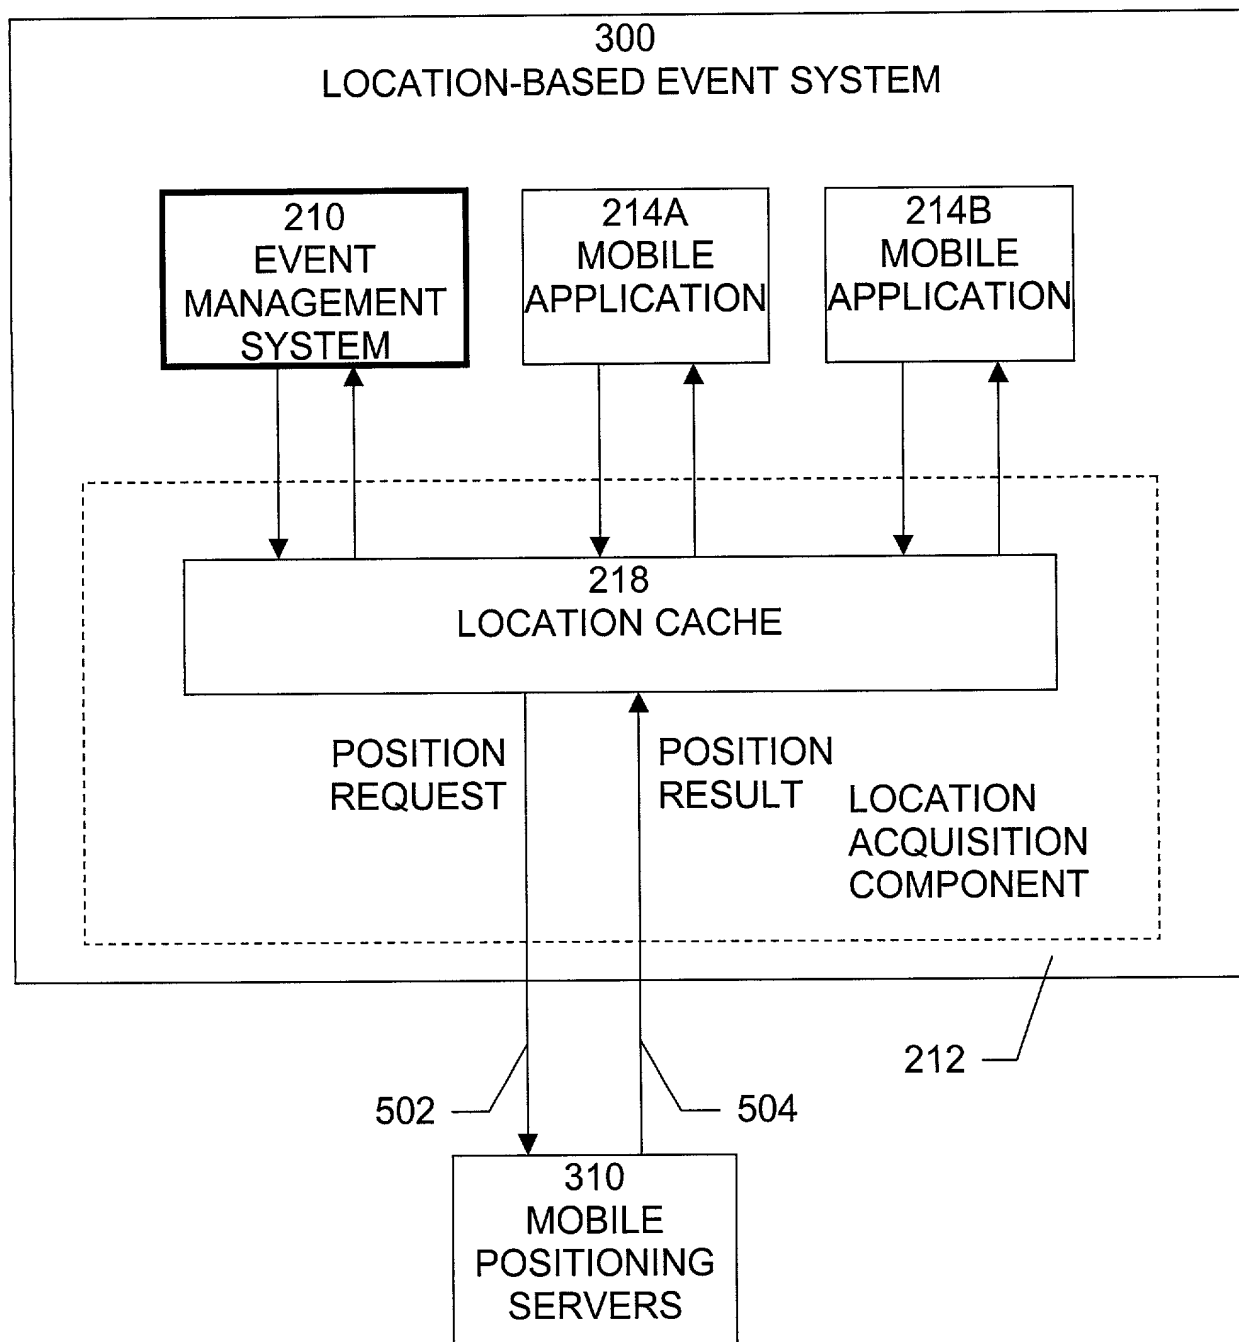 300
LOCATION-BASED EVENT SYSTEM
210
EVENT
MANAGEMENT
SYSTEM
214A
MOBILE
APPLICATION
214B
MOBILE
APPLICATION
218
LOCATION CACHE
POSITION
REQUEST
POSITION
RESULT
LOCATION
ACQUISITION
COMPONENT
212
502
504
310
MOBILE
POSITIONING
SERVERS